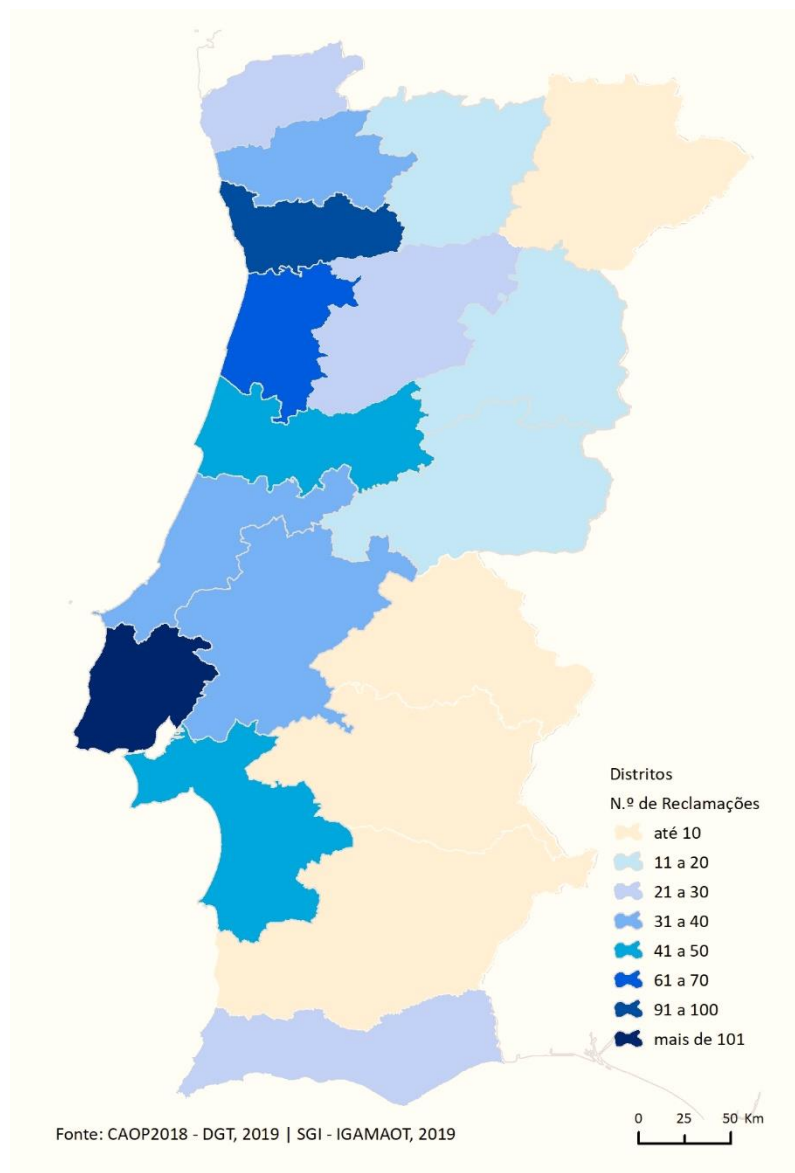 Distritos
N.º de Reclamações
até 10
11 a 20
21 a 30
31 a 40
41 a 50
61 a 70
91 a 100
mais de 101
0 25 50 Km
Fonte: CAOP2018 - DGT, 2019 | SGI - IGAMAOT, 2019